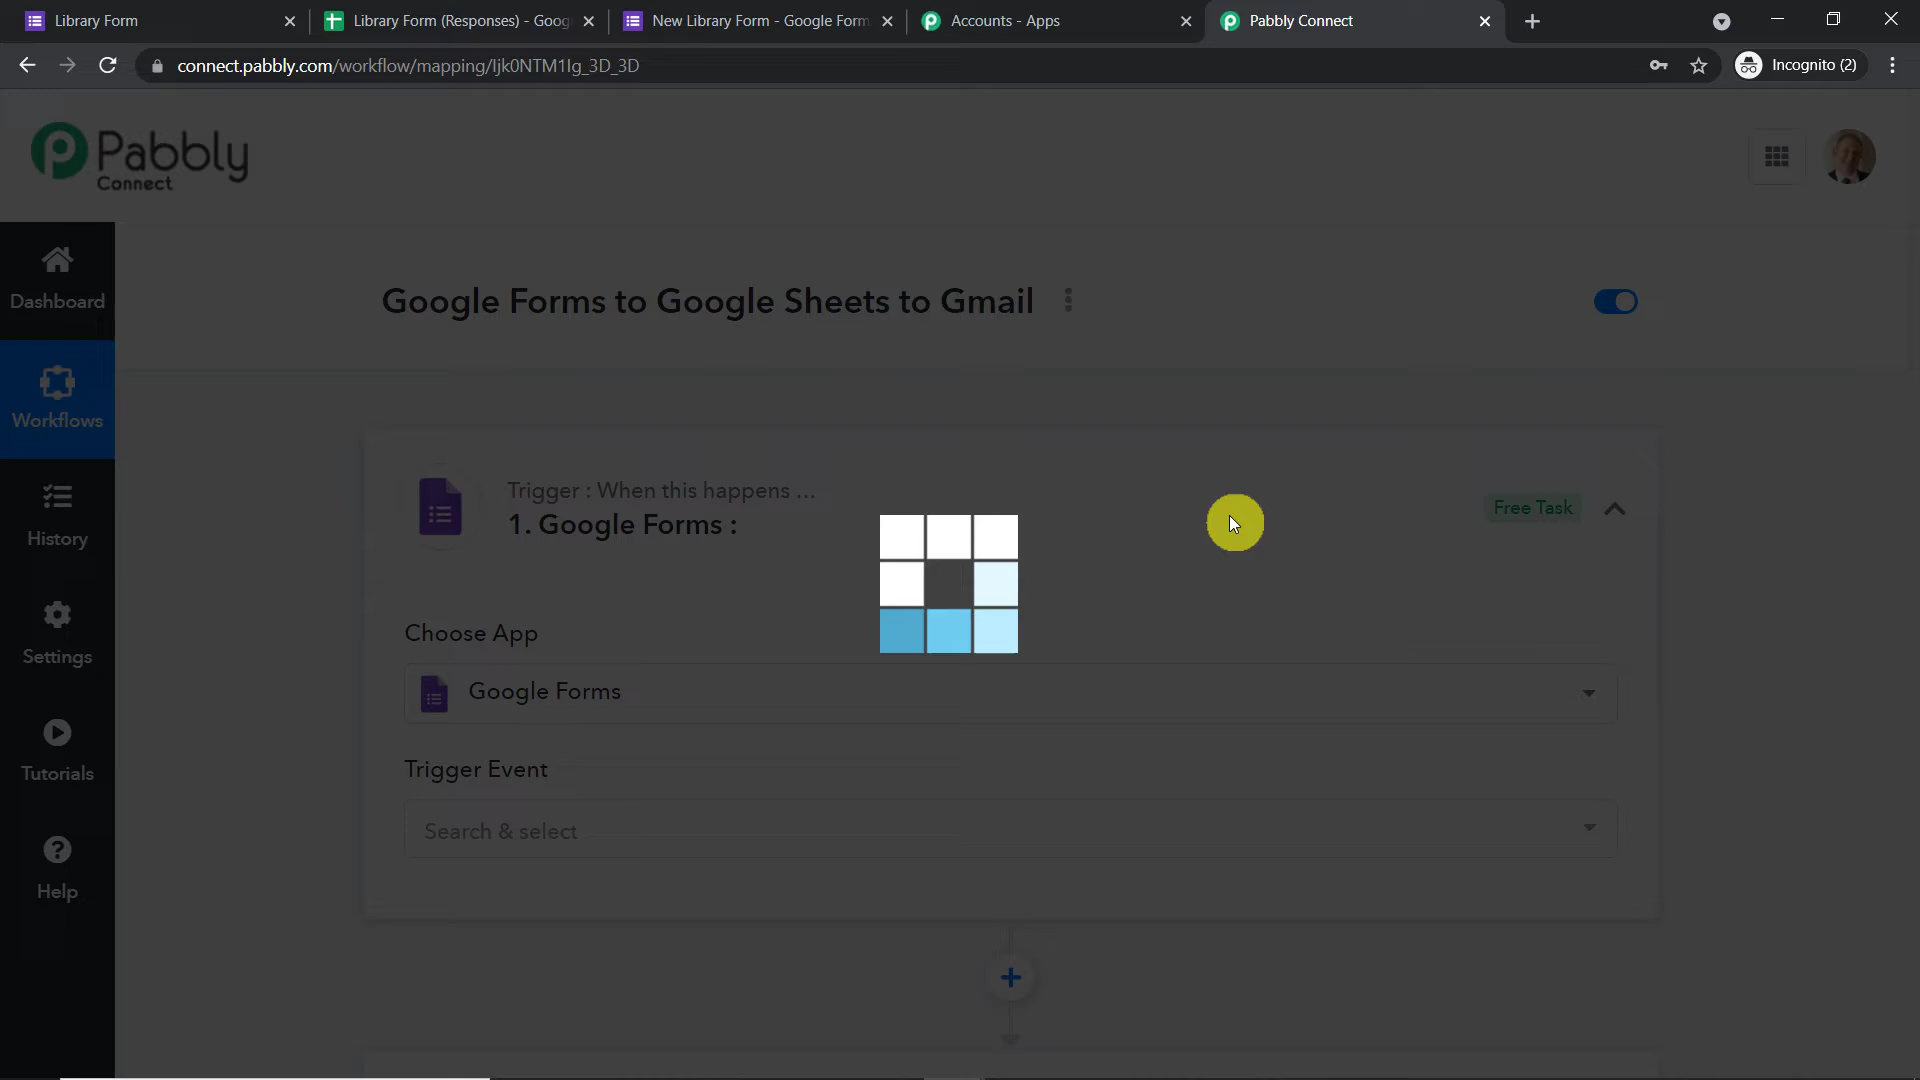 Library Form
Library Form (Responses) - Goog
New Library Form - Google Form
Accounts - Apps
Pabbly Connect
connect.pabbly.com/workflow/mapping/Ijk0NTM1Ig_3D_3D
Incognito (2)
Pabbly
Connect
Google Forms to Google Sheets to Gmail
Dashboard
Workflows
History
Settings
Tutorials
Help
Trigger : When this happens ...
1. Google Forms :
Free Task
Choose App
Google Forms
Trigger Event
Search & select